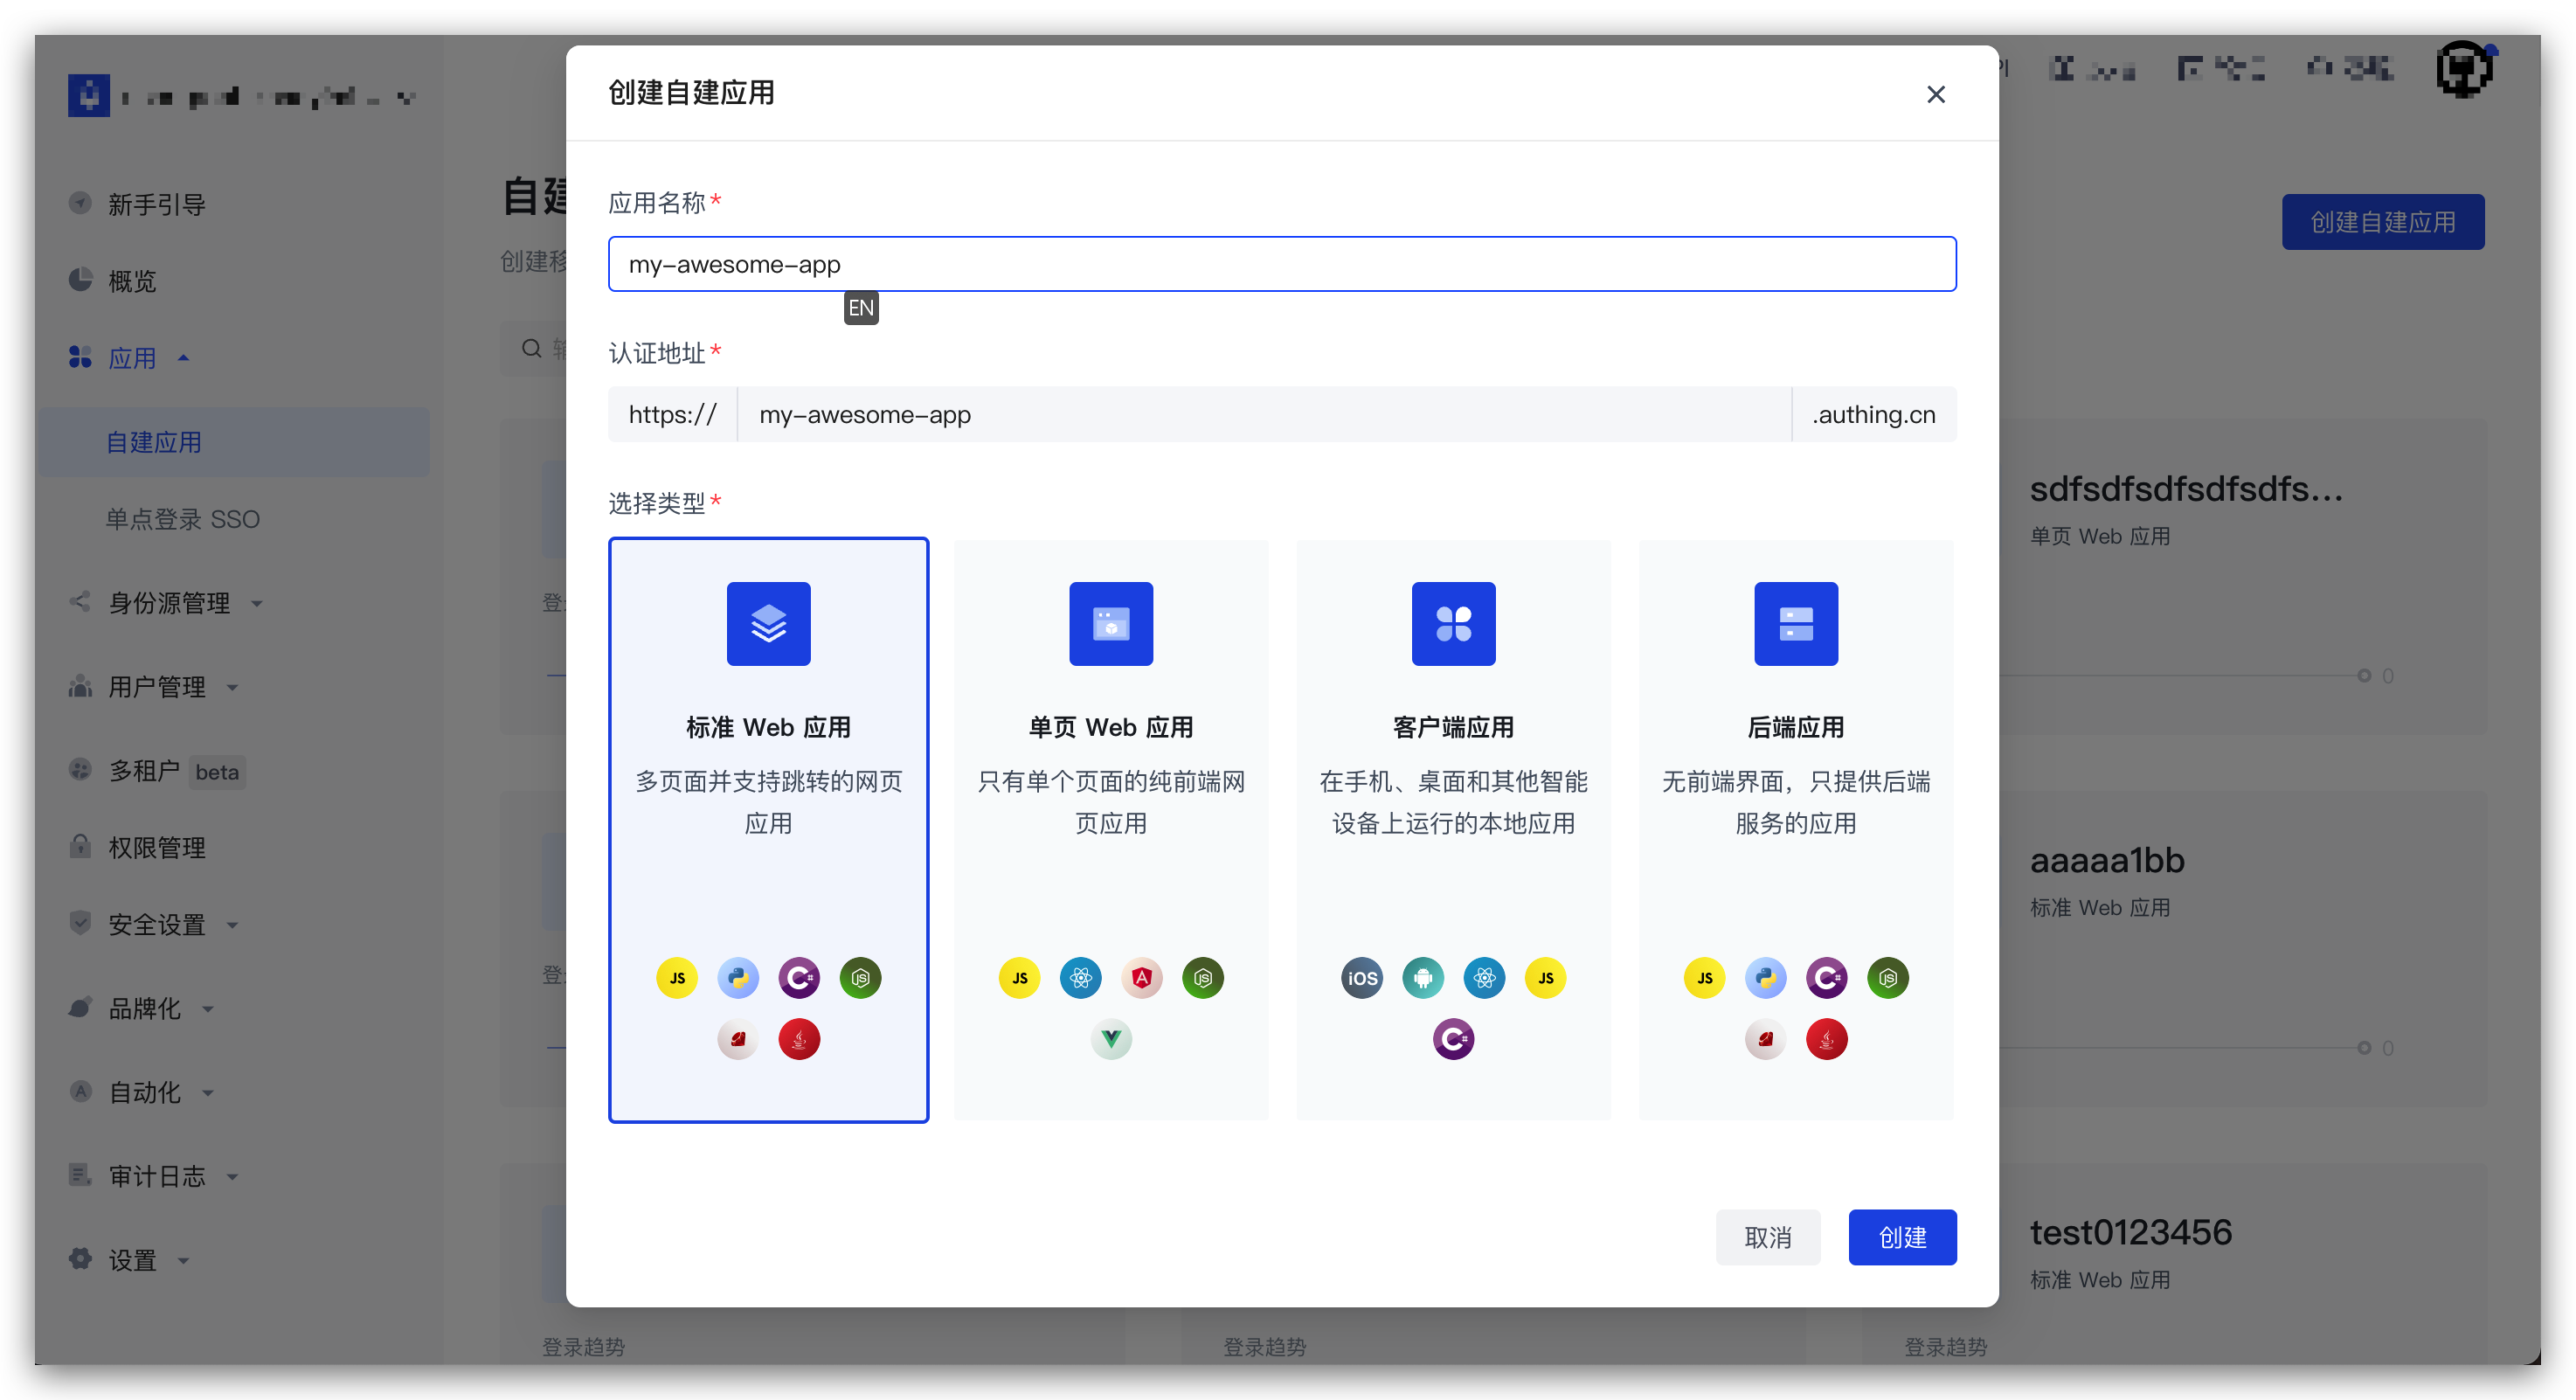 新手引导
概览
应用
自建应用
单点登录 SSO
身份源管理
用户管理
多租户 beta
权限管理
安全设置
品牌化
自动化
审计日志
设置
自建
创建移
创建自建应用
创建自建应用
应用名称*
my-awesome-app
EN
认证地址*
https:// my-awesome-app .authing.cn
选择类型*
标准 Web 应用
多页面并支持跳转的网页
应用
JS
JS
单页 Web 应用
只有单个页面的纯前端网
页应用
JS
A
JS
客户端应用
在手机、桌面和其他智能
设备上运行的本地应用
iOS
JS
C#
后端应用
无前端界面，只提供后端
服务的应用
JS
C#
JS
取消
创建
sdfsdfsdfsdfsdfs...
单页 Web 应用
0
aaaaa1bb
标准 Web 应用
0
test0123456
标准 Web 应用
登录趋势
登录趋势
登录趋势